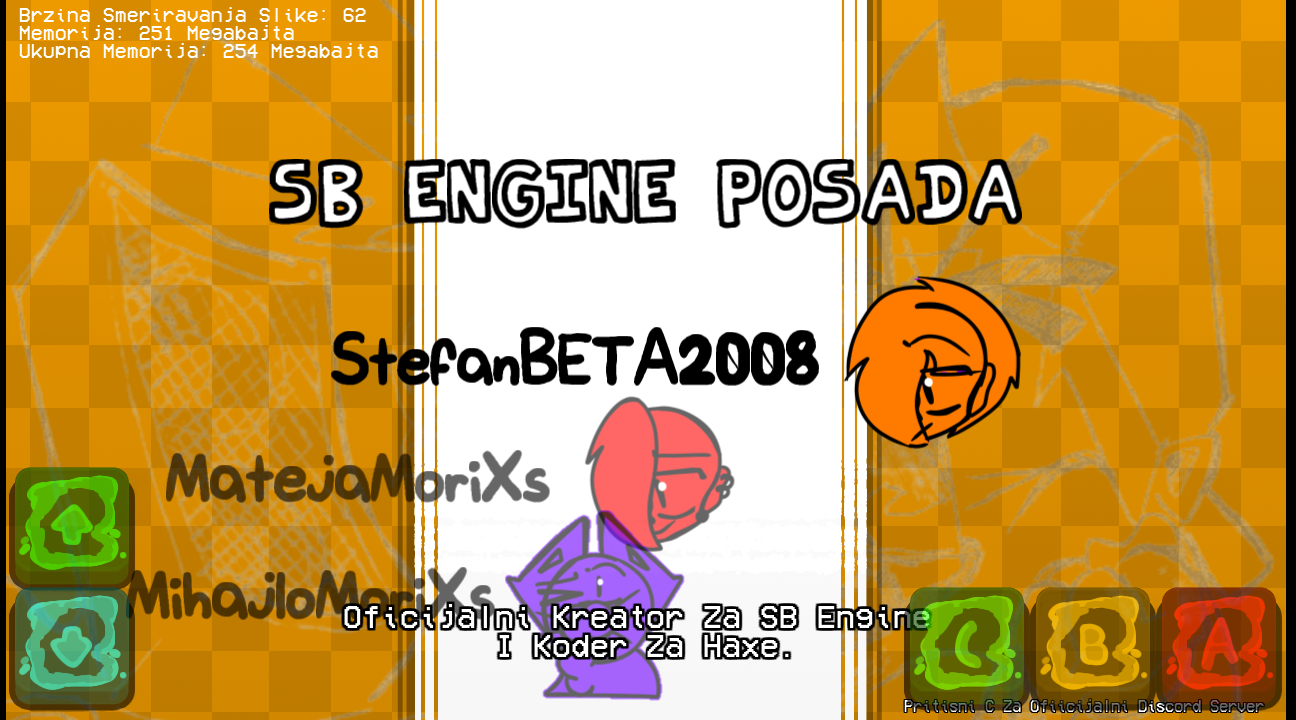 Brzina Smeriravanja Slike: 62
Memorija: 251 Megabajta
Ukupna Memorija: 254 Megabajta
SB ENGINE POSADA
StefanBETA2008
MatejaMoriXs
MihajloMoriXs
Oficijalni Kreator Za SB Engine
I Koder Za Haxe.
C
B
A
Pritisni C Za Ofiicijalni Discord Server